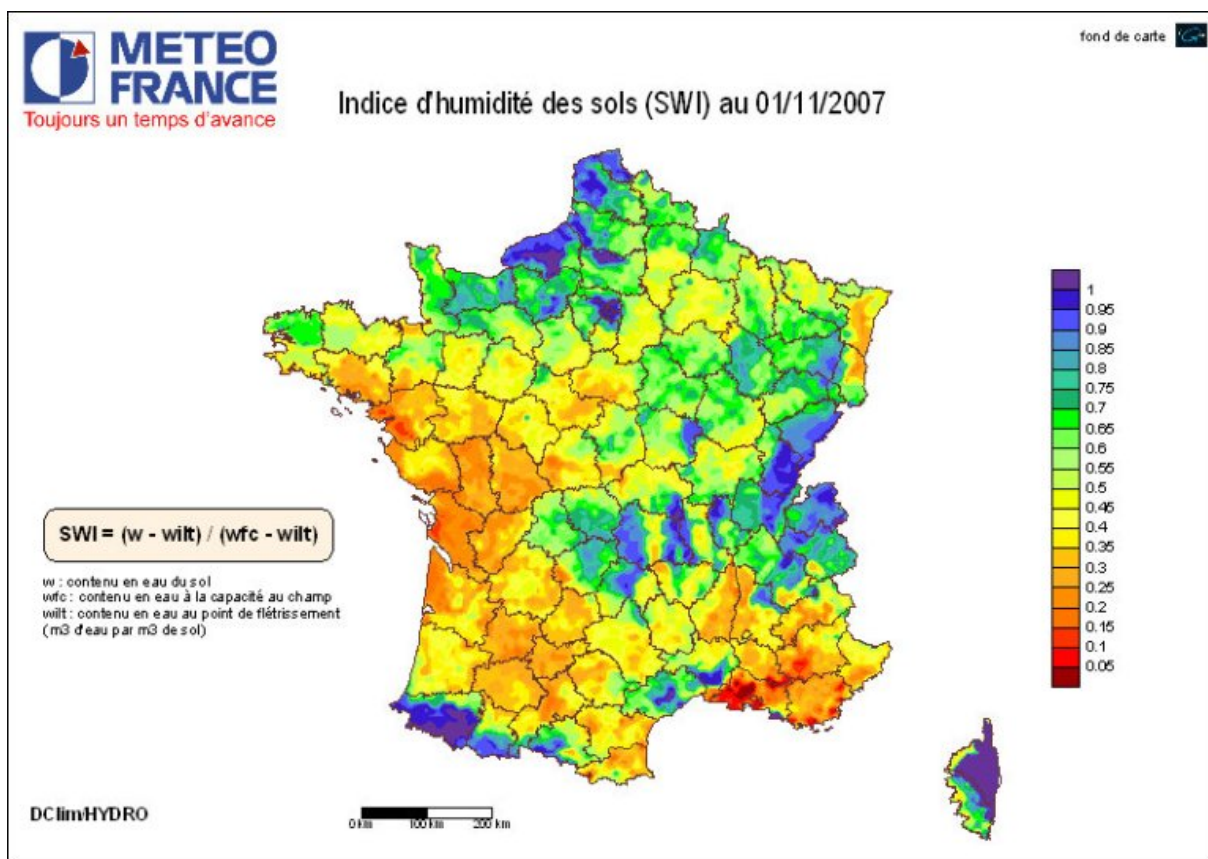 METEO
FRANCE
Toujours un temps d'avance
fond de carte
Indice d'humidité des sols (SWI) au 01/11/2007
SWI = (w - wilt) / (wfc - wilt)
w : contenu en eau du sol
wfc : contenu en eau à la capacité au champ
wilt : contenu en eau au point de flétrissement
(m3 d'eau par m3 de sol)
1
0.95
0.9
0.85
0.8
0.75
0.7
0.65
0.6
0.55
0.5
0.45
0.4
0.35
0.3
0.25
0.2
0.15
0.1
0.05
DClim/HYDRO
0 km 100 km 200 km